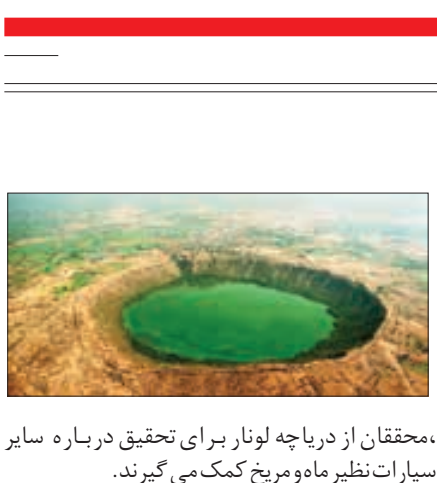 ،محققان از دریاچه لونار برای تحقیق درباره سایر
سیارات نظیر ماه و مریخ کمک می گیرند.